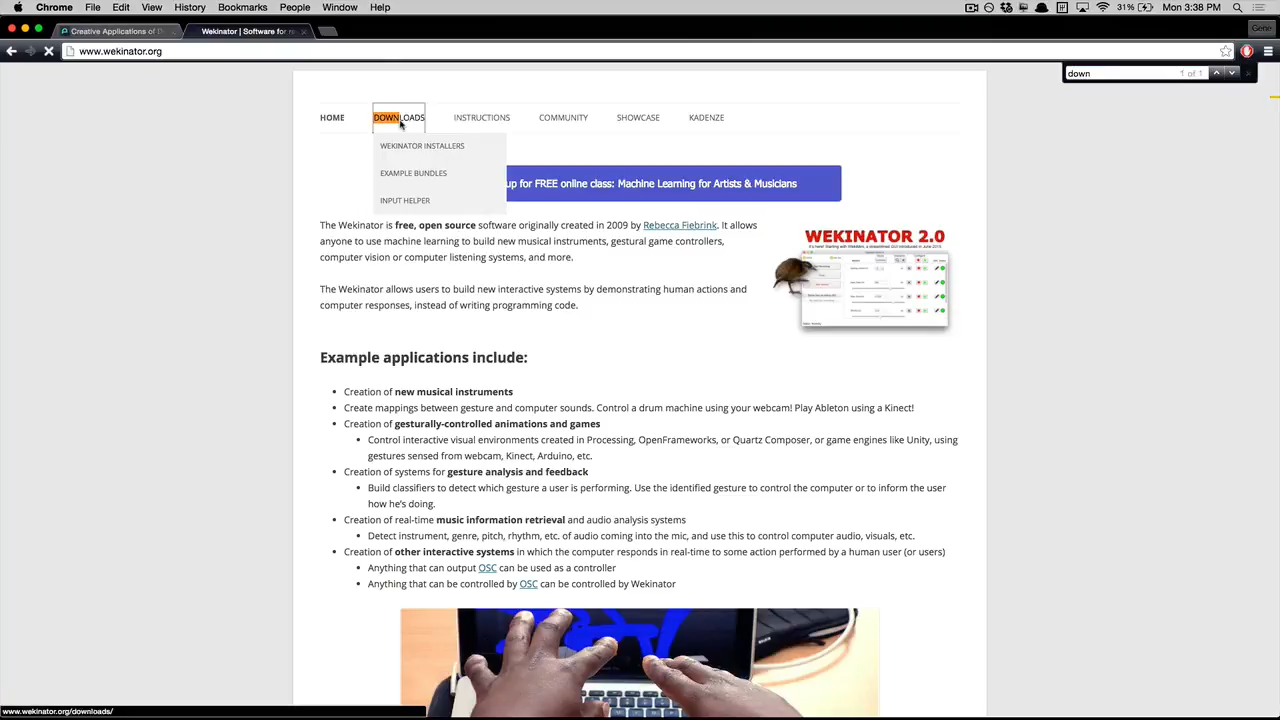 Chrome File Edit View History Bookmarks People Window Help 31% Mon 3:38 PM
Creative Applications of D
Wekinator | Software for re
Gene
www.wekinator.org
down 1 of 1
HOME DOWNLOADS INSTRUCTIONS COMMUNITY SHOWCASE KADENZE
WEKINATOR INSTALLERS
EXAMPLE BUNDLES
INPUT HELPER
up for FREE online class: Machine Learning for Artists & Musicians
The Wekinator is free, open source software originally created in 2009 by Rebecca Fiebrink. It allows
anyone to use machine learning to build new musical instruments, gestural game controllers,
computer vision or computer listening systems, and more.
The Wekinator allows users to build new interactive systems by demonstrating human actions and
computer responses, instead of writing programming code.
WEKINATOR 2.0
Example applications include:
Creation of new musical instruments
Create mappings between gesture and computer sounds. Control a drum machine using your webcam! Play Ableton using a Kinect!
Creation of gesturally-controlled animations and games
Control interactive visual environments created in Processing, OpenFrameworks, or Quartz Composer, or game engines like Unity, using
gestures sensed from webcam, Kinect, Arduino, etc.
Creation of systems for gesture analysis and feedback
Build classifiers to detect which gesture a user is performing. Use the identified gesture to control the computer or to inform the user
how he's doing.
Creation of real-time music information retrieval and audio analysis systems
Detect instrument, genre, pitch, rhythm, etc. of audio coming into the mic, and use this to control computer audio, visuals, etc.
Creation of other interactive systems in which the computer responds in real-time to some action performed by a human user (or users)
Anything that can output OSC can be used as a controller
Anything that can be controlled by OSC can be controlled by Wekinator
www.wekinator.org/downloads/